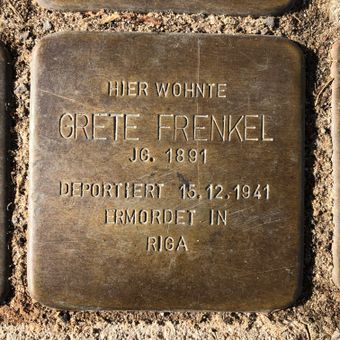 HIER WOHNTE
GRETE FRENKEL
JG. 1891
DEPORTIERT 15.12.1941
ERMORDET IN
RIGA